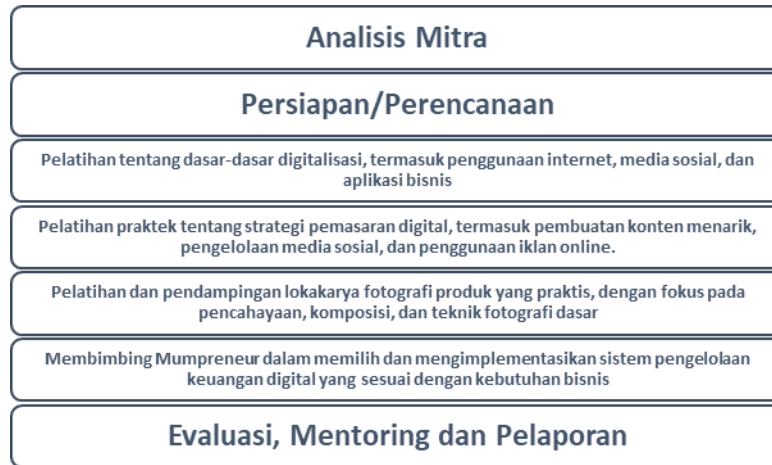 Analisis Mitra
Persiapan/Perencanaan
Pelatihan tentang dasar-dasar digitalisasi, termasuk penggunaan internet, media sosial, dan
aplikasi bisnis
Pelatihan praktek tentang strategi pemasaran digital, termasuk pembuatan konten menarik,
pengelolaan media sosial, dan penggunaan iklan online.
Pelatihan dan pendampingan lokakarya fotografi produk yang praktis, dengan fokus pada
pencahayaan, komposisi, dan teknik fotografi dasar
Membimbing Mumpreneur dalam memilih dan mengimplementasikan sistem pengelolaan
keuangan digital yang sesuai dengan kebutuhan bisnis
Evaluasi, Mentoring dan Pelaporan